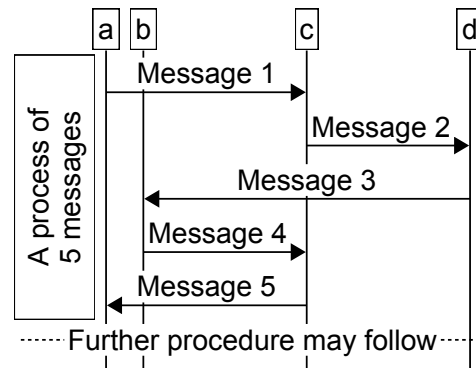 a b c d
Message 1
Message 2
Message 3
Message 4
Message 5
A process of
5 messages
Further procedure may follow